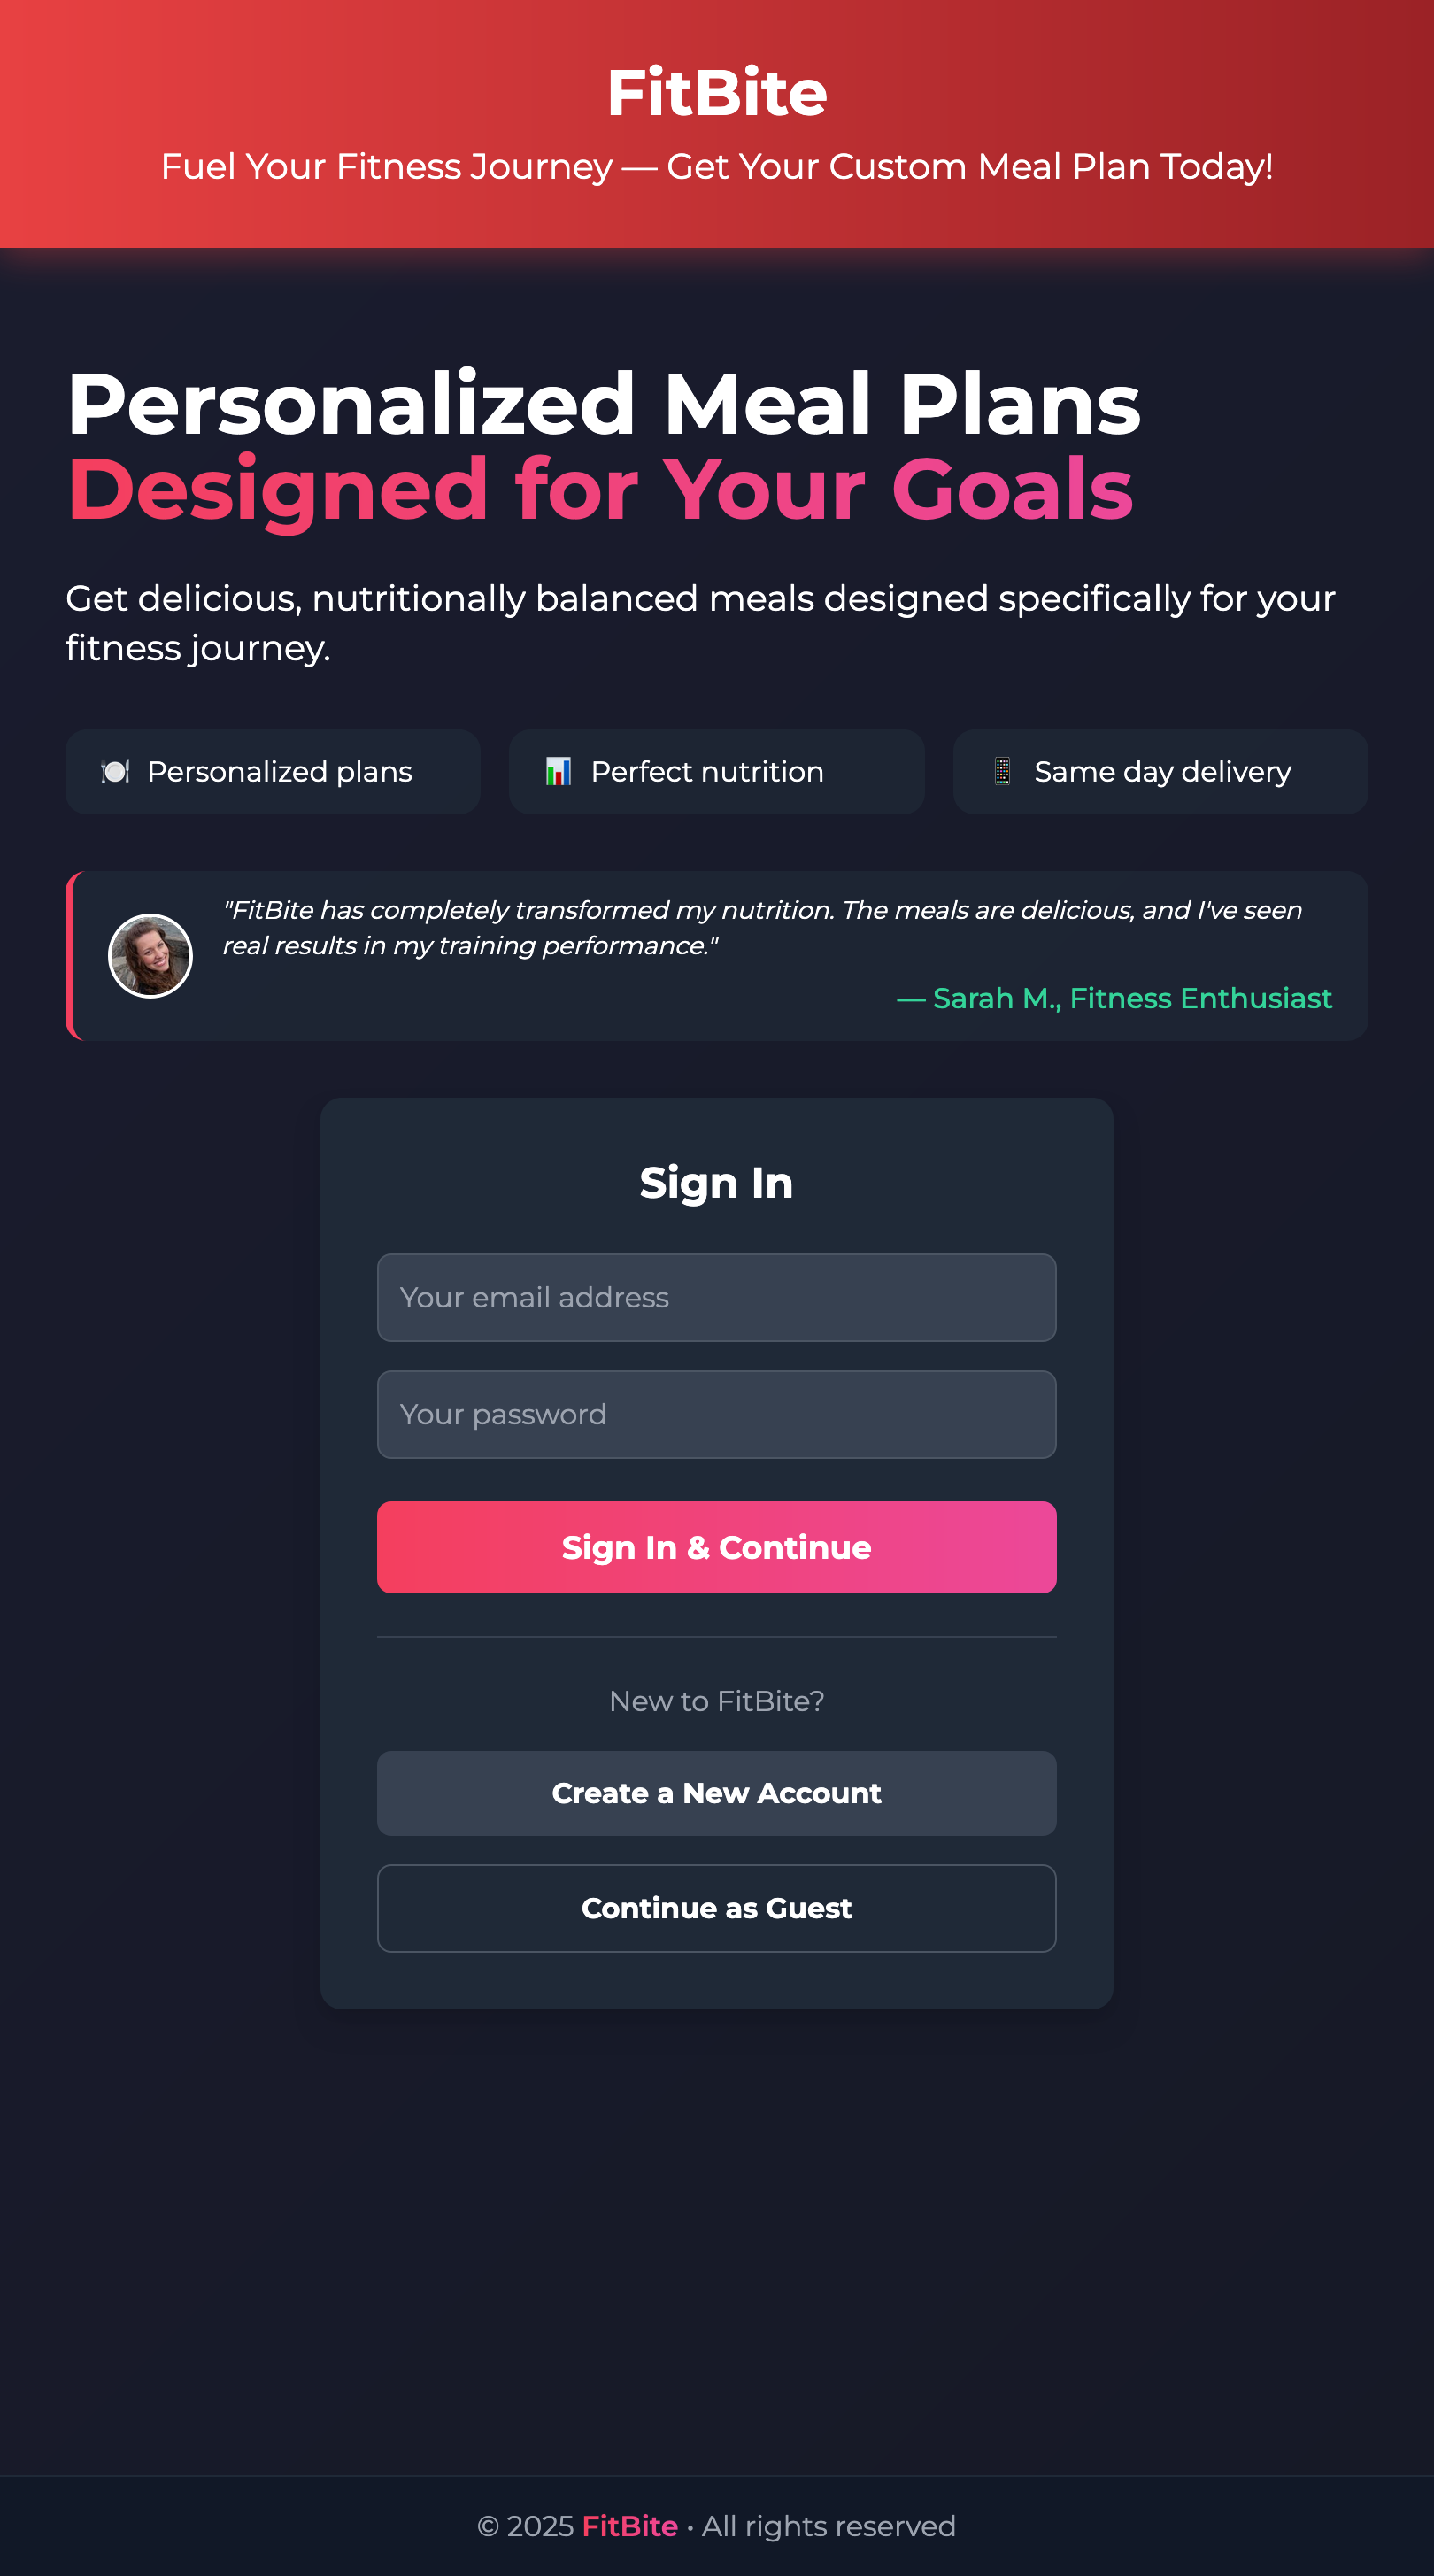 FitBite
Fuel Your Fitness Journey — Get Your Custom Meal Plan Today!
Personalized Meal Plans
Designed for Your Goals
Get delicious, nutritionally balanced meals designed specifically for your
fitness journey.
Personalized plans
Perfect nutrition
Same day delivery
"FitBite has completely transformed my nutrition. The meals are delicious, and I've seen
real results in my training performance."
— Sarah M., Fitness Enthusiast
Sign In
Your email address
Your password
Sign In & Continue
New to FitBite?
Create a New Account
Continue as Guest
© 2025 FitBite • All rights reserved